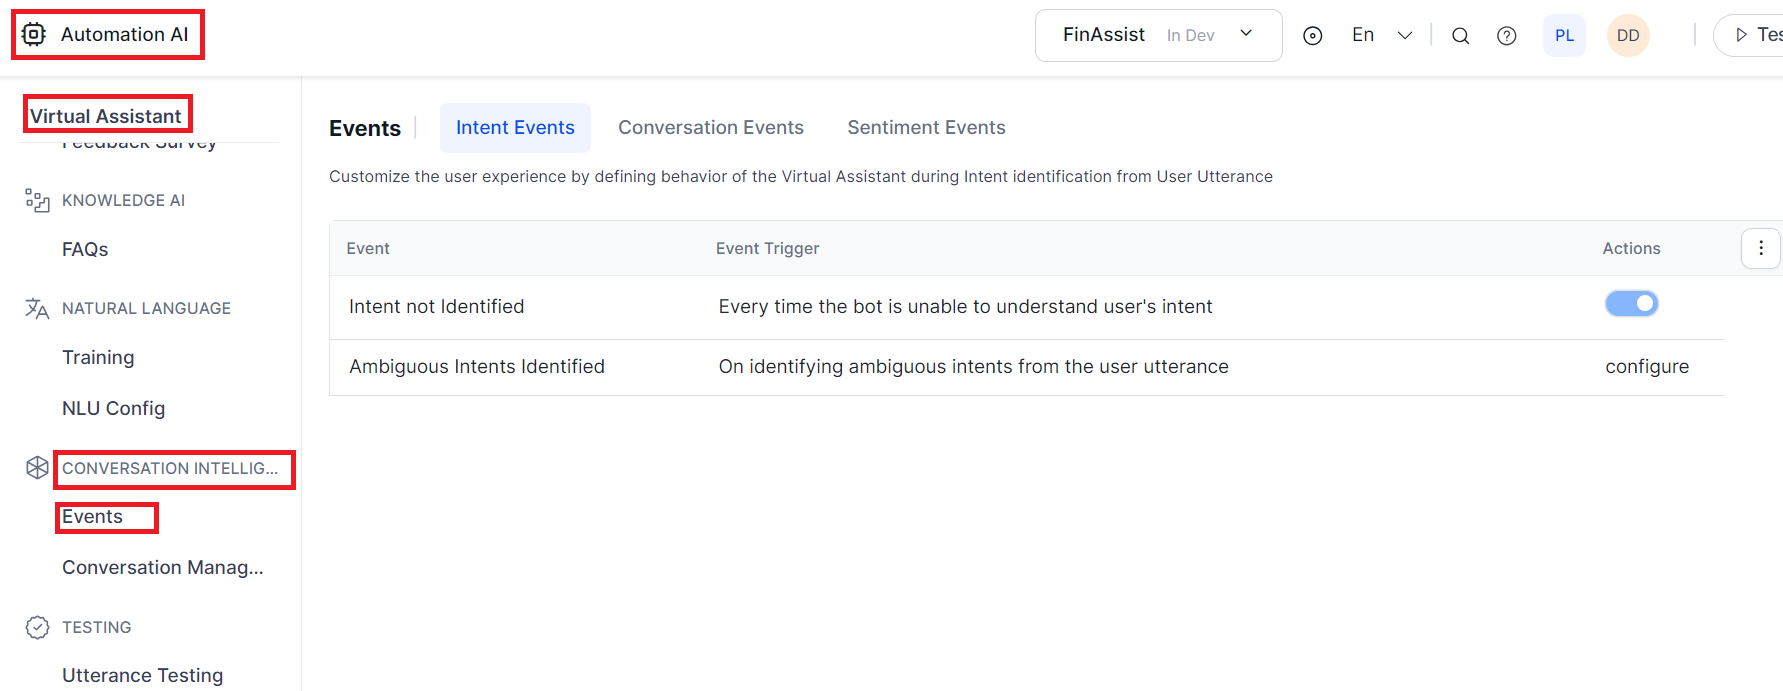 Automation AI
FinAssist In Dev
En
PL
DD
Tes
Virtual Assistant
Feedback Survey
KNOWLEDGE AI
FAQs
NATURAL LANGUAGE
Training
NLU Config
CONVERSATION INTELLIG...
Events
Conversation Manag...
TESTING
Utterance Testing
Events
Intent Events
Conversation Events
Sentiment Events
Customize the user experience by defining behavior of the Virtual Assistant during Intent identification from User Utterance
Event Event Trigger Actions
Intent not Identified Every time the bot is unable to understand user's intent
Ambiguous Intents Identified On identifying ambiguous intents from the user utterance configure